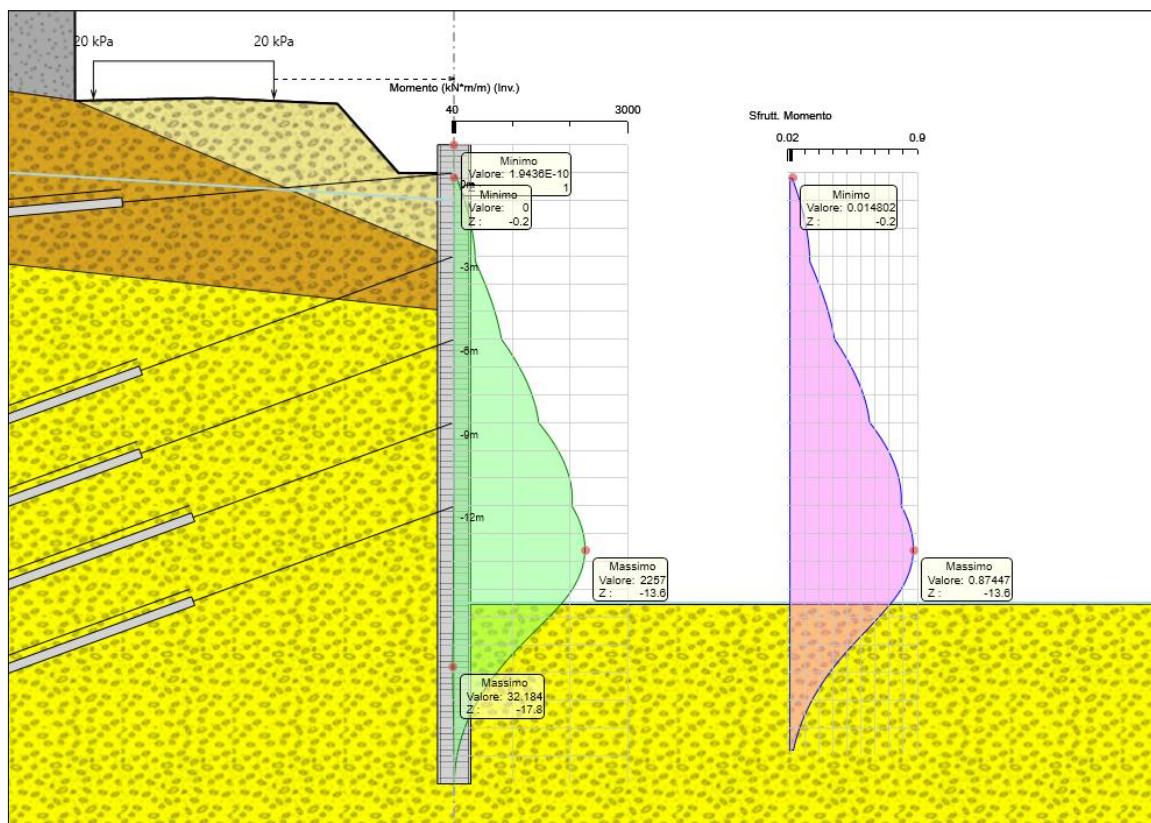 20 kPa
20 kPa
Momento (kN*m/m) (Inv.)
40
3000
Sfrutt. Momento
0.02
0.9
Minimo
Valore: 1.9436E-10
Z : 1
0m
Minimo
Valore: 0
Z : -0.2
Minimo
Valore: 0.014802
Z : -0.2
-3m
-6m
-9m
-12m
Massimo
Valore: 2257
Z : -13.6
Massimo
Valore: 0.87447
Z : -13.6
Massimo
Valore: 32.184
Z : -17.8